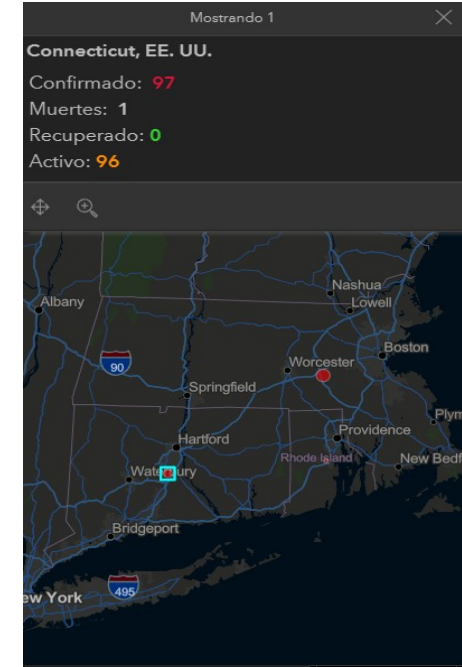 Mostrando 1
Connecticut, EE. UU.
Confirmado: 97
Muertes: 1
Recuperado: 0
Activo: 96
Nashua
Lowell
Albany
Boston
90
Worcester
Springfield
Plym
Providence
Hartford
Rhode Island
New Bedf
Waterbury
Bridgeport
495
ew York